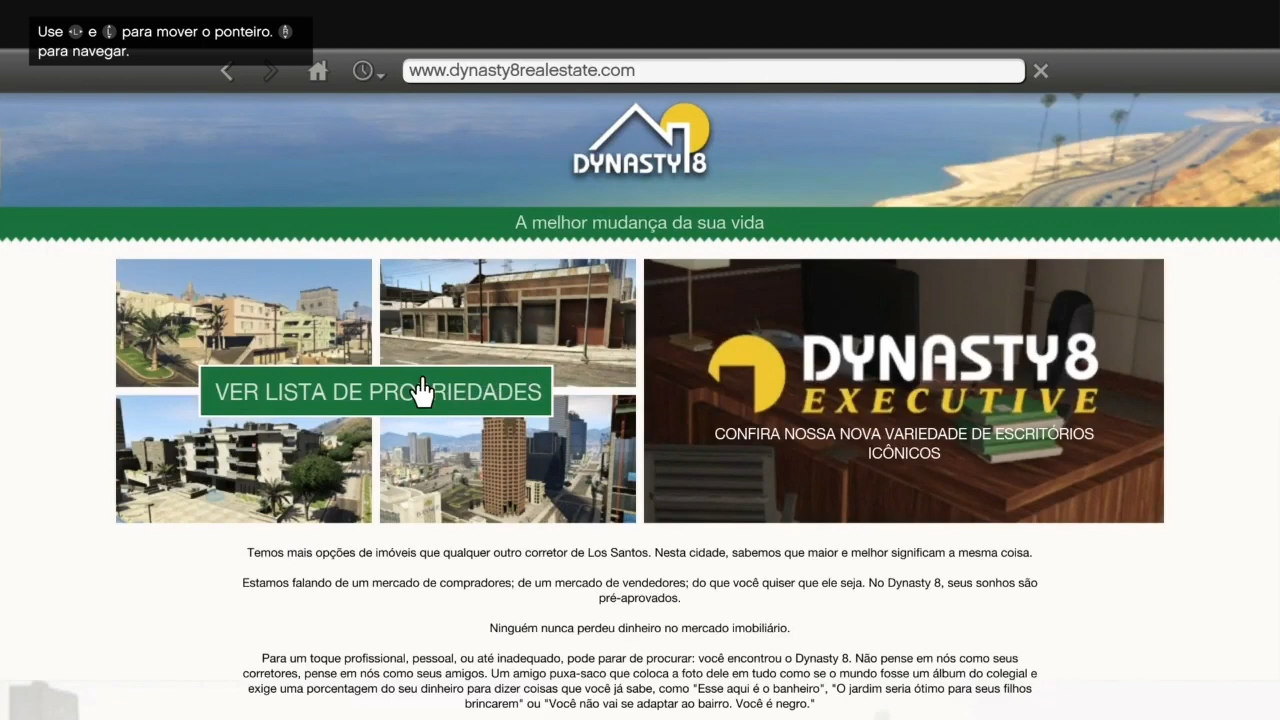 Use L e L para mover o ponteiro. A
para navegar.
www.dynasty8realestate.com
DYNASTY 8
A melhor mudança da sua vida
VER LISTA DE PROPRIEDADES
DYNASTY 8
EXECUTIVE
CONFIRA NOSSA NOVA VARIEDADE DE ESCRITÓRIOS
ICÔNICOS
Temos mais opções de imóveis que qualquer outro corretor de Los Santos. Nesta cidade, sabemos que maior e melhor significam a mesma coisa.
Estamos falando de um mercado de compradores; de um mercado de vendedores; do que você quiser que ele seja. No Dynasty 8, seus sonhos são
pré-aprovados.
Ninguém nunca perdeu dinheiro no mercado imobiliário.
Para um toque profissional, pessoal, ou até inadequado, pode parar de procurar: você encontrou o Dynasty 8. Não pense em nós como seus
corretores, pense em nós como seus amigos. Um amigo puxa-saco que coloca a foto dele em tudo como se o mundo fosse um álbum do colegial e
exige uma porcentagem do seu dinheiro para dizer coisas que você já sabe, como "Esse aqui é o banheiro", "O jardim seria ótimo para seus filhos
brincarem" ou "Você não vai se adaptar ao bairro. Você é negro."